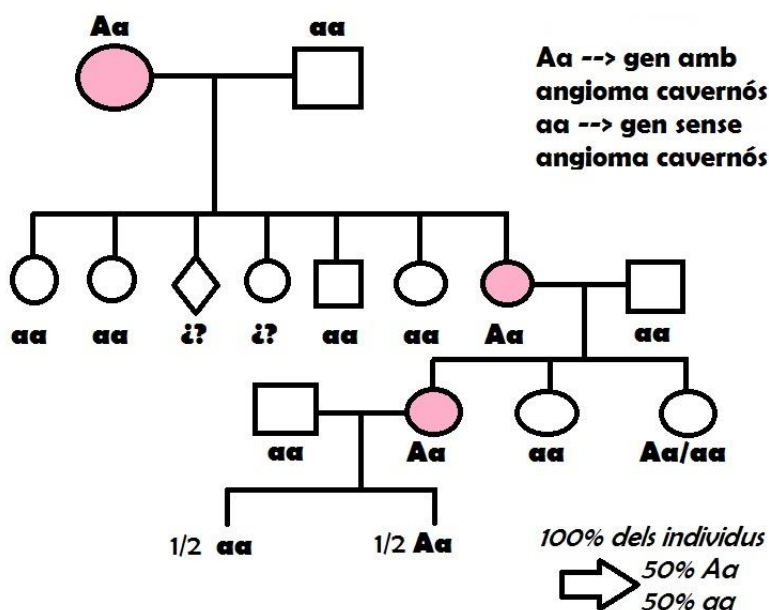 Aa
aa
Aa --> gen amb
angioma cavernós
aa --> gen sense
angioma cavernós
aa
aa
¿?
¿?
aa
aa
Aa
aa
aa
Aa
aa
Aa/aa
1/2 aa
1/2 Aa
100% dels individus
50% Aa
50% aa